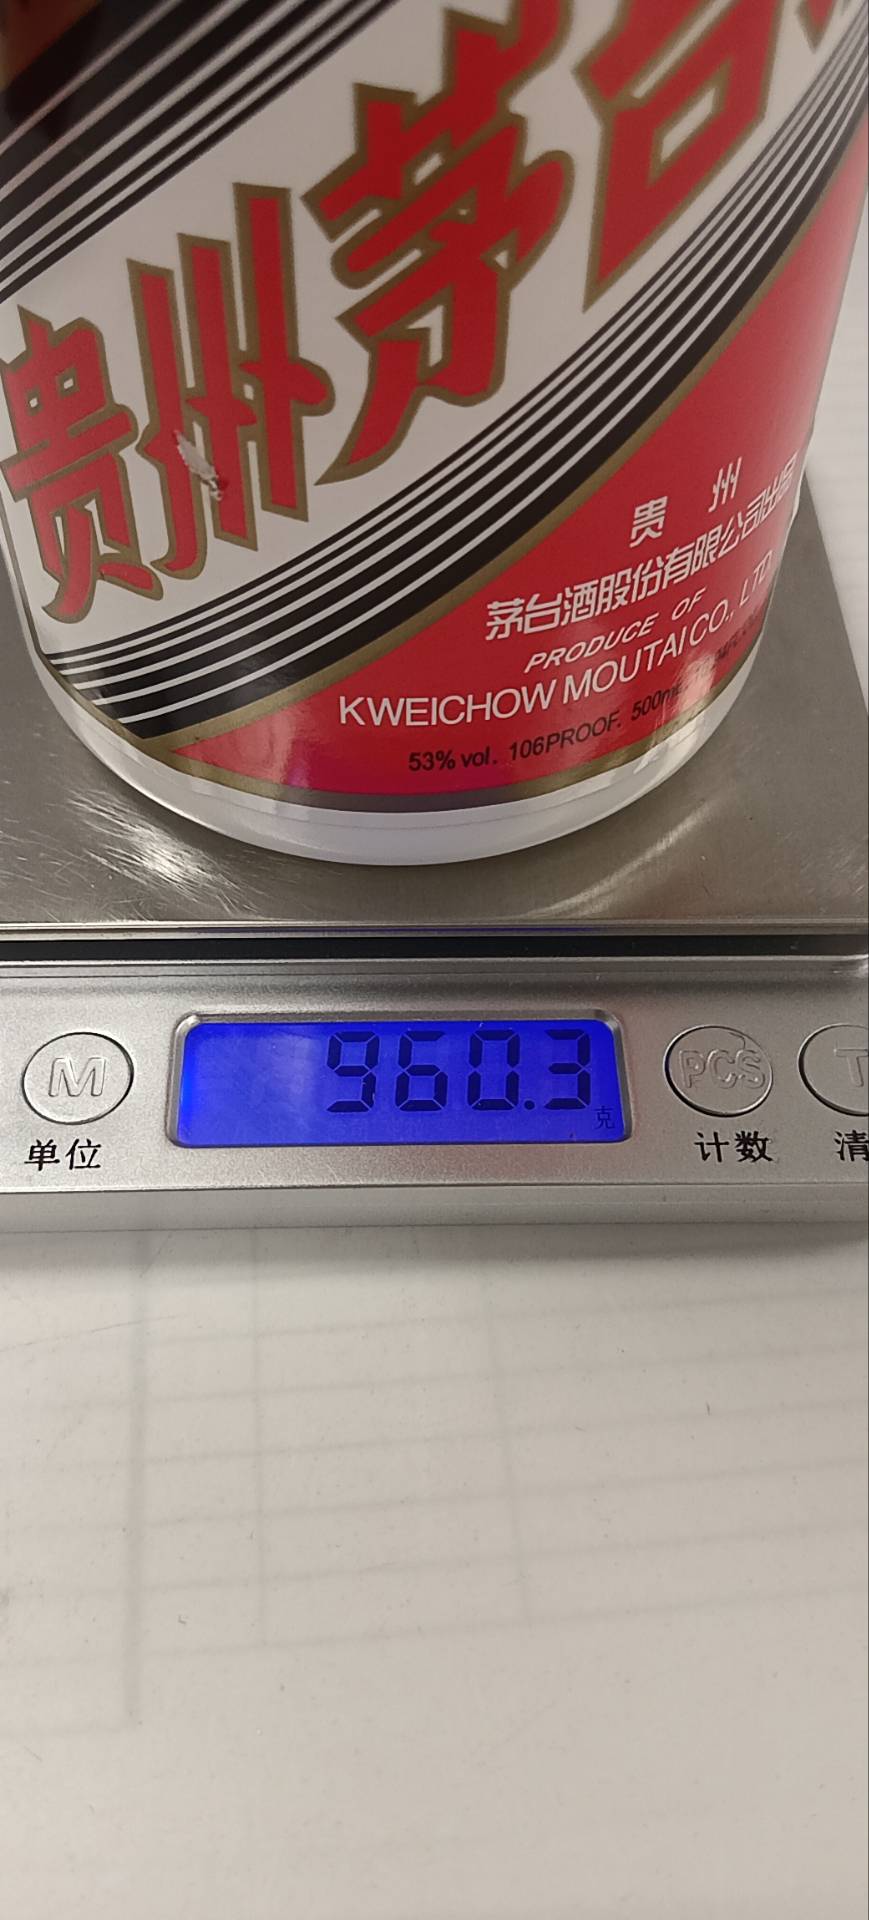 贵州茅台
贵州
茅台酒股份有限公司出品
PRODUCE OF
KWEICHOW MOUTAI CO., LTD
53% vol. 106PROOF. 500mL
960.3
克
M
PCS
T
单位
计数
清